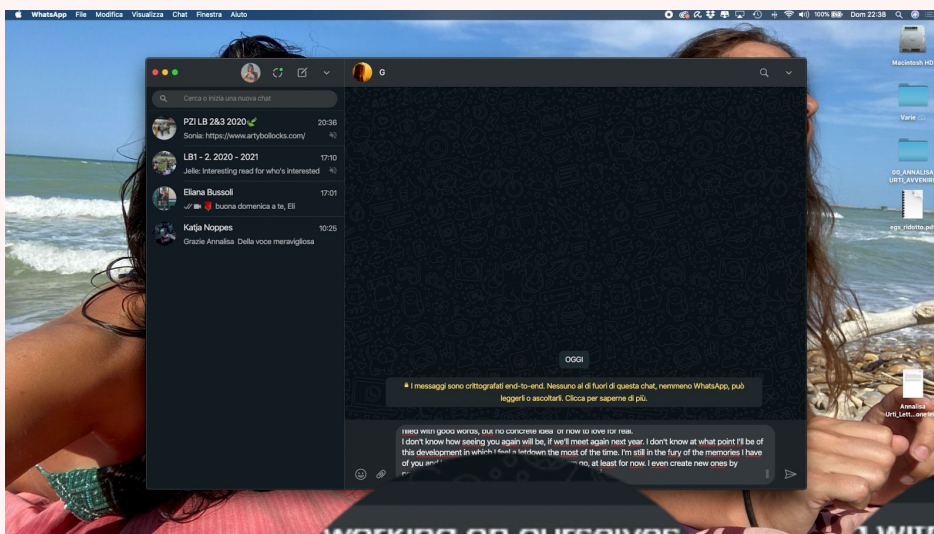 WhatsApp File Modifica Visualizza Chat Finestra Aiuto
100% Dom 22:38
Macintosh HD
Varie
00_ANNALISA
URTI_AVVENIRE
egs_ridotto.pdf
Annalisa
Urti_Lett...one in
G
Cerca o inizia una nuova chat
PZI LB 2&3 2020 20:36
Sonia: https://www.artybollocks.com/
LB1 - 2. 2020 - 2021 17:10
Jelle: Interesting read for who's interested
Eliana Bussoli 17:01
buona domenica a te, Eli
Katja Noppes 10:25
Grazie Annalisa Della voce meravigliosa
OGGI
I messaggi sono crittografati end-to-end. Nessuno al di fuori di questa chat, nemmeno WhatsApp, può
leggerli o ascoltarli. Clicca per saperne di più.
filled with good words, but no concrete idea of how to love for real.
I don't know how seeing you again will be, if we'll meet again next year. I don't know at what point I'll be of
this development in which I feel a letdown the most of the time. I'm still in the fury of the memories I have
of you and go, at least for now. I even create new ones by